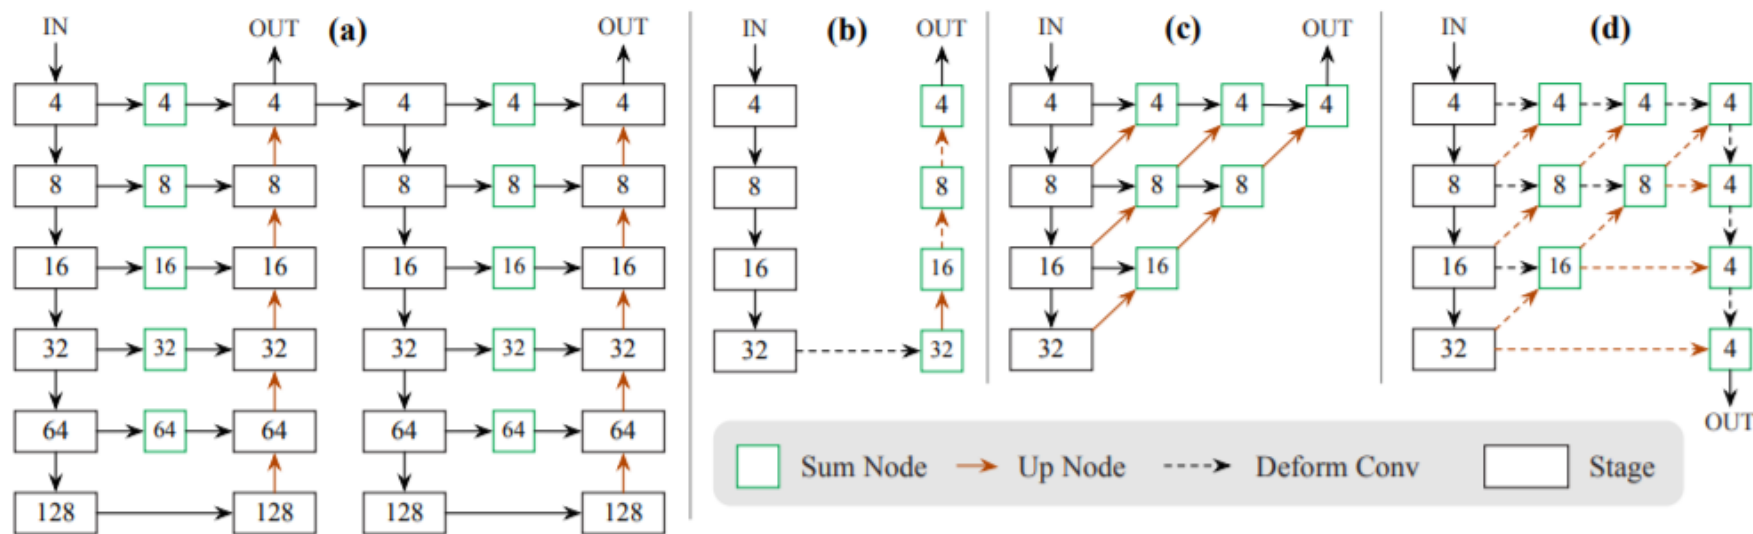 IN OUT (a) OUT IN (b) OUT IN (c) OUT IN (d)
4 4 4 4 4 4 4 4 4 4 4 4 4 4 4 4
8 8 8 8 8 8 8 8 8 8 8 8 8 8 4
16 16 16 16 16 16 16 16 16 16 16 16 4
32 32 32 32 32 32 32 32 32 32 4
64 64 64 64 64 64 OUT
128 128 128 128
Sum Node Up Node Deform Conv Stage